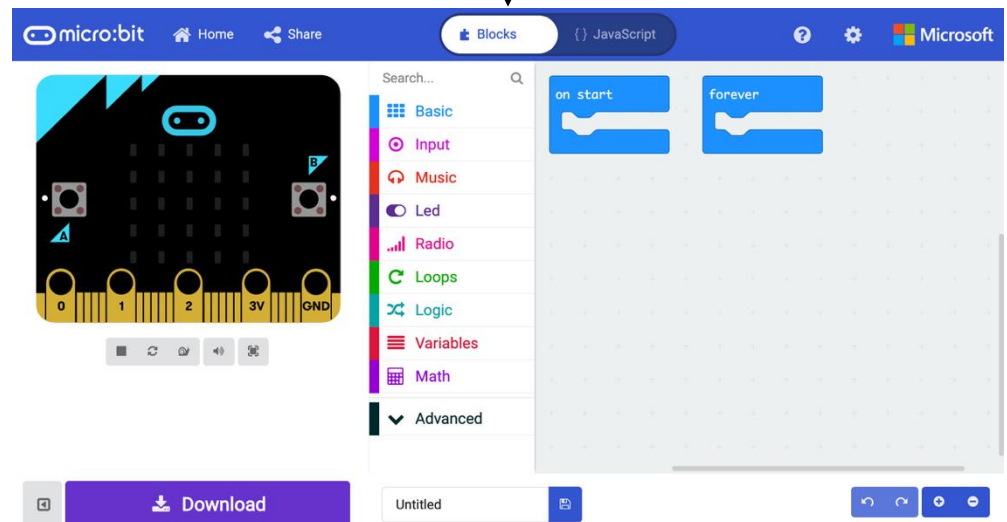 micro:bit Home Share Blocks {} JavaScript ? Microsoft
Search...
Basic
Input
Music
Led
Radio
Loops
Logic
Variables
Math
Advanced
on start forever
B
A
0 1 2 3V GND
Download
Untitled